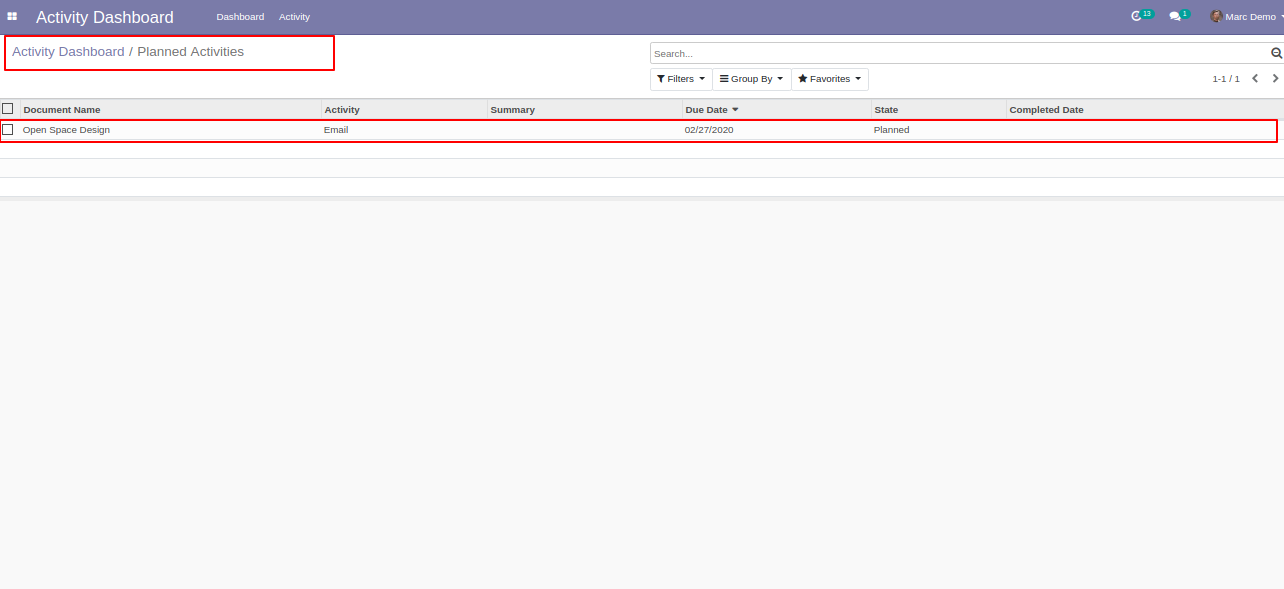 Activity Dashboard Dashboard Activity 13 1 Marc Demo
Activity Dashboard / Planned Activities
Search...
Filters Group By Favorites 1-1 / 1
Document Name Activity Summary Due Date State Completed Date
Open Space Design Email 02/27/2020 Planned